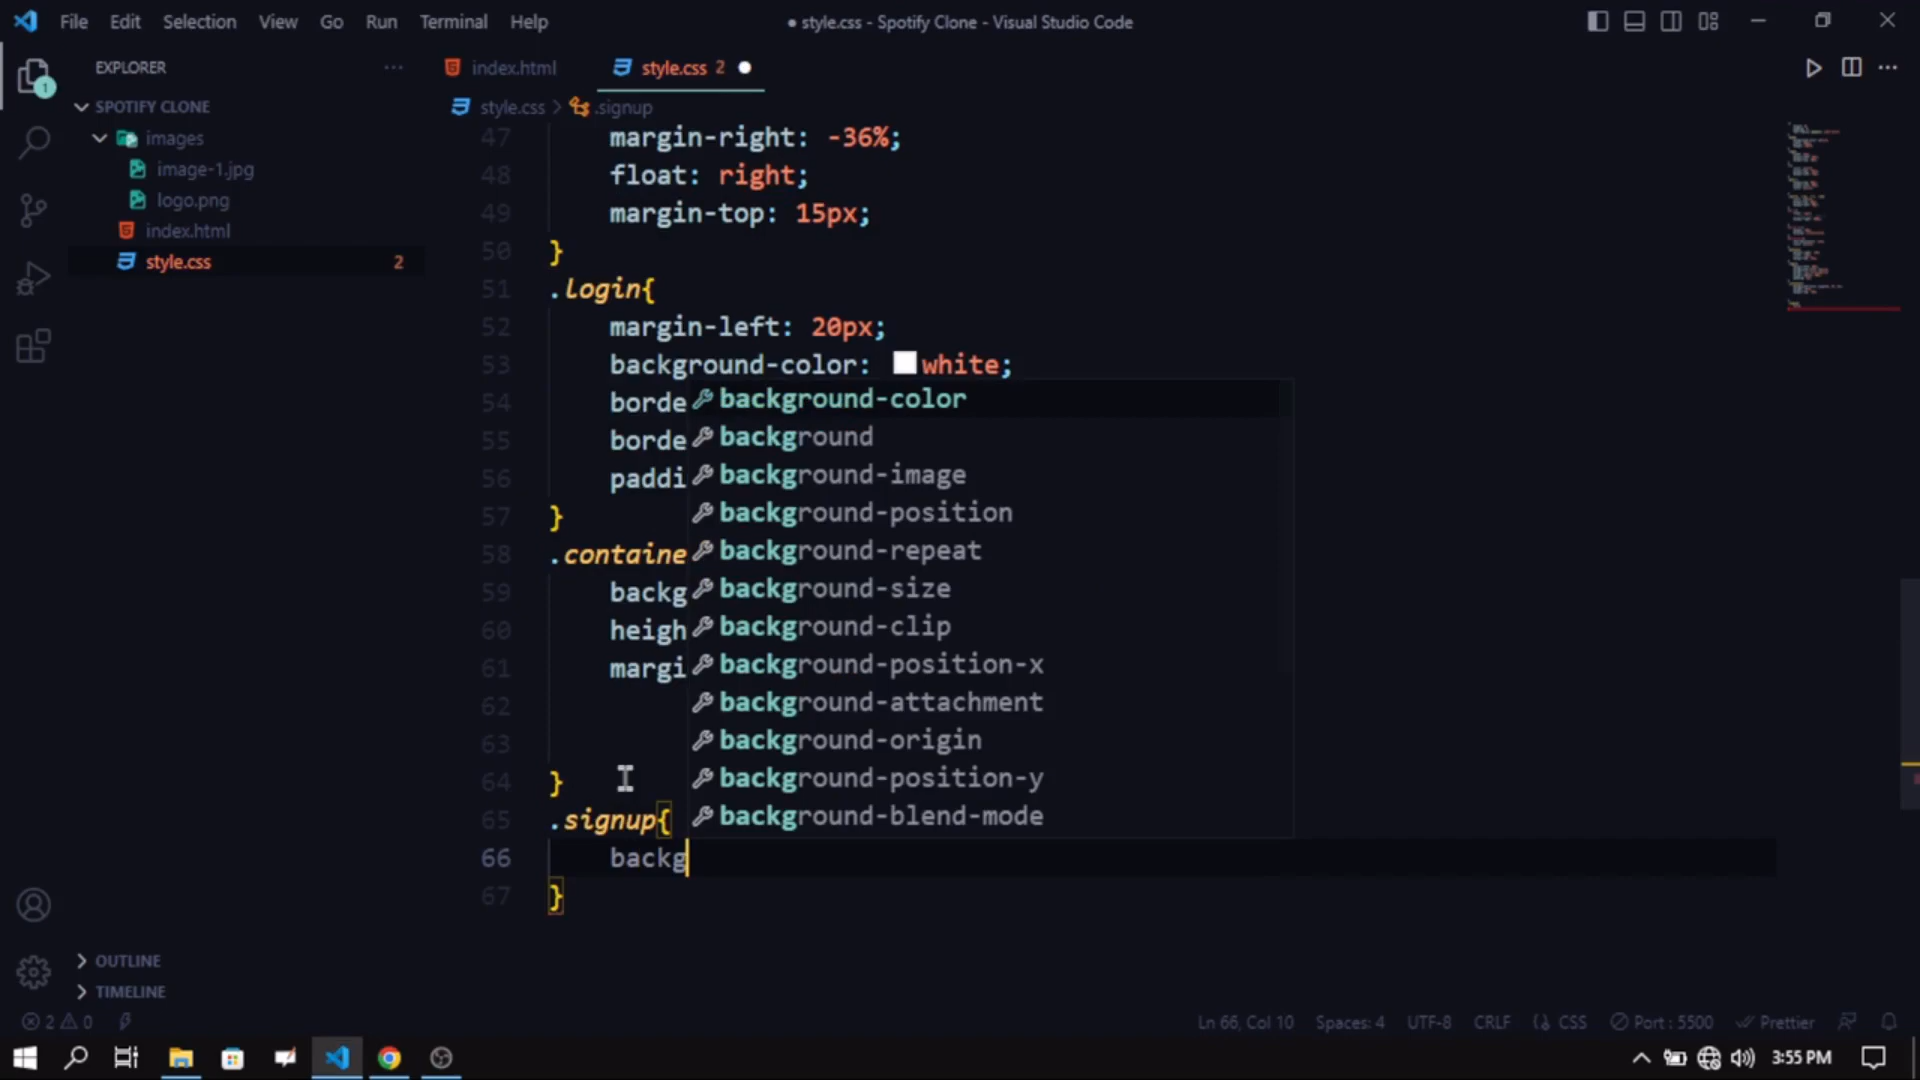 File Edit Selection View Go Run Terminal Help
● style.css - Spotify Clone - Visual Studio Code
EXPLORER
index.html
style.css 2
1
SPOTIFY CLONE
images
image-1.jpg
logo.png
index.html
style.css 2
style.css > .signup
47 margin-right: -36%;
48 float: right;
49 margin-top: 15px;
50 }
51 .login{
52 margin-left: 20px;
53 background-color: white;
54 borde
55 borde
56 paddi
57 }
58 .containe
59 backg
60 heigh
61 margi
62
63
64 }
65 .signup{
66 backg
67 }
background-color
background
background-image
background-position
background-repeat
background-size
background-clip
background-position-x
background-attachment
background-origin
background-position-y
background-blend-mode
OUTLINE
TIMELINE
2 0
Ln 66, Col 10 Spaces: 4 UTF-8 CRLF CSS Port : 5500 Prettier
3:55 PM